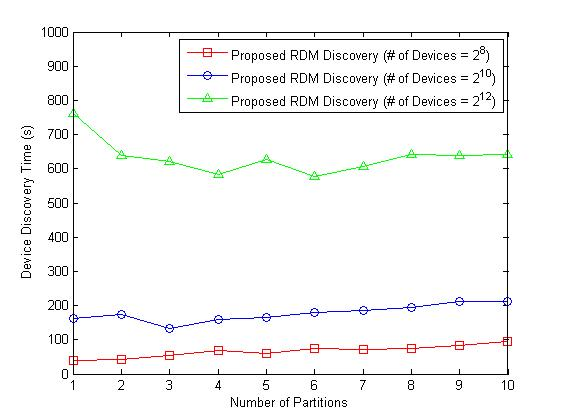 1000
900
800
700
600
500
400
300
200
100
0
Device Discovery Time (s)
Proposed RDM Discovery (# of Devices = 2^8)
Proposed RDM Discovery (# of Devices = 2^10)
Proposed RDM Discovery (# of Devices = 2^12)
1 2 3 4 5 6 7 8 9 10
Number of Partitions